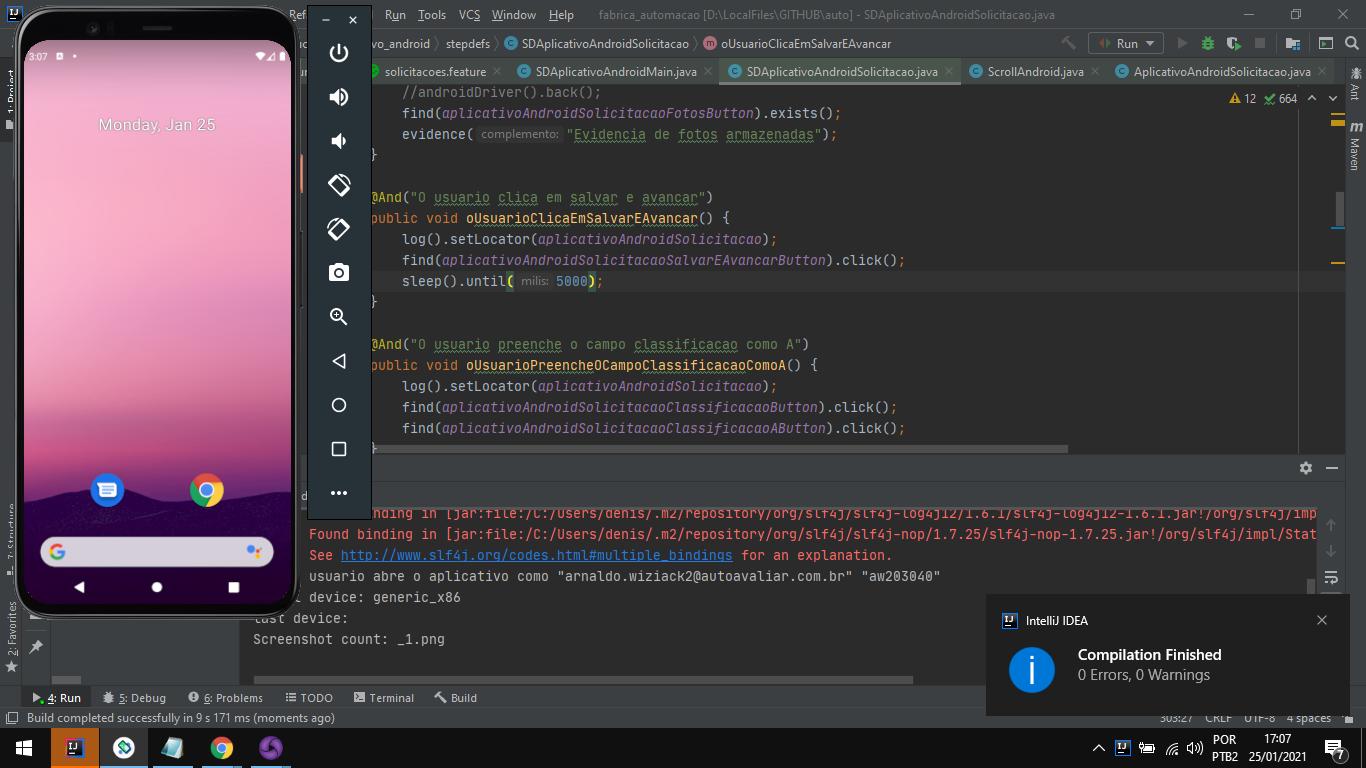 Run Tools VCS Window Help fabrica_automacao [D:\LocalFiles\GITHUB\auto] - SDAplicativoAndroidSolicitacao.java
stepdefs SDAplicativoAndroidSolicitacao oUsuarioClicaEmSalvarEAvancar Run
solicitacoes.feature SDAplicativoAndroidMain.java SDAplicativoAndroidSolicitacao.java ScrollAndroid.java AplicativoAndroidSolicitacao.java
12 664
//androidDriver().back();
find(aplicativoAndroidSolicitacaoFotosButton).exists();
evidence( complemento: "Evidencia de fotos armazenadas");
}
@And("O usuario clica em salvar e avancar")
public void oUsuarioClicaEmSalvarEAvancar() {
log().setLocator(aplicativoAndroidSolicitacao);
find(aplicativoAndroidSolicitacaoSalvarEAvancarButton).click();
sleep().until( milis: 5000);
}
@And("O usuario preenche o campo classificacao como A")
public void oUsuarioPreencheOCampoClassificacaoComoA() {
log().setLocator(aplicativoAndroidSolicitacao);
find(aplicativoAndroidSolicitacaoClassificacaoButton).click();
find(aplicativoAndroidSolicitacaoClassificacaoAButton).click();
}
1: Project
7: Structure
2: Favorites
Ant
Maven
3:07
Monday, Jan 25
nding in [jar:file:/C:/Users/denis/.m2/repository/org/slf4j/slf4j-log4j12/1.6.1/slf4j-log4j12-1.6.1.jar!/org/slf4j/imp
Found binding in [jar:file:/C:/Users/denis/.m2/repository/org/slf4j/slf4j-nop/1.7.25/slf4j-nop-1.7.25.jar!/org/slf4j/impl/Stat
See http://www.slf4j.org/codes.html#multiple_bindings for an explanation.
usuario abre o aplicativo como "arnaldo.wiziack2@autoavaliar.com.br" "aw203040"
device: generic_x86
Last device:
Screenshot count: _1.png
IntelliJ IDEA
Compilation Finished
0 Errors, 0 Warnings
4: Run 5: Debug 6: Problems TODO Terminal Build
Build completed successfully in 9 s 171 ms (moments ago) 303:27 CRLF UTF-8 4 spaces
POR
PTB2
17:07
25/01/2021
7